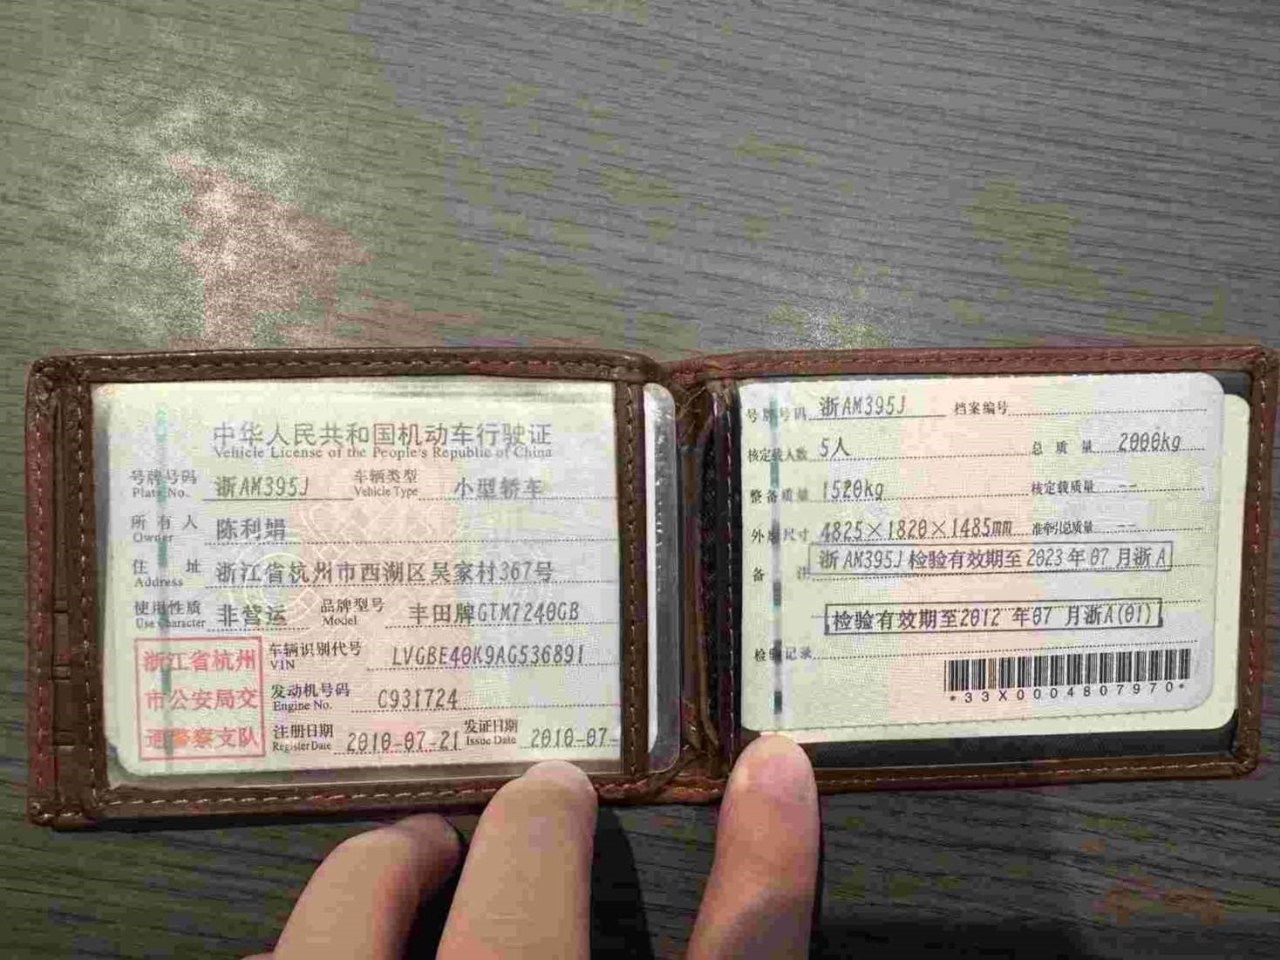 中华人民共和国机动车行驶证
Vehicle License of the People's Republic of China
号牌号码 浙AM395J 车辆类型 小型轿车
Plate No. Vehicle Type
所有人 陈利娟
Owner
住址 浙江省杭州市西湖区吴家村367号
Address
使用性质 非营运 品牌型号 丰田牌GTM7240GB
Use Character Model
浙江省杭州
市公安局交
通警察支队
车辆识别代号 LVGBE40K9AG536891
VIN
发动机号码 C931724
Engine No.
注册日期 2010-07-21 发证日期 2010-07-
Register Date Issue Date
号牌号码 浙AM395J 档案编号
核定载人数 5人 总质量 2000kg
整备质量 1520kg 核定载质量 --
外廓尺寸 4825×1820×1485mm 准牵引总质量 --
浙AM395J 检验有效期至 2023年07月浙A
备注
检验有效期至2012年07月浙A(01)
检验记录
*33X0004807970*